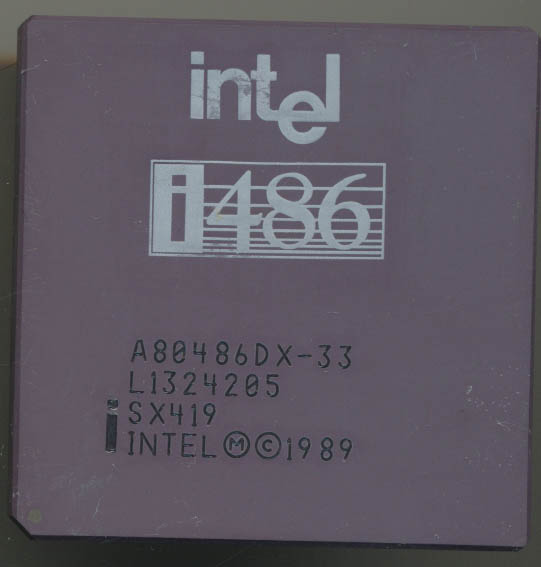 intel
i486
A80486DX-33
L1324205
SX419
i INTEL Ⓜ©1989